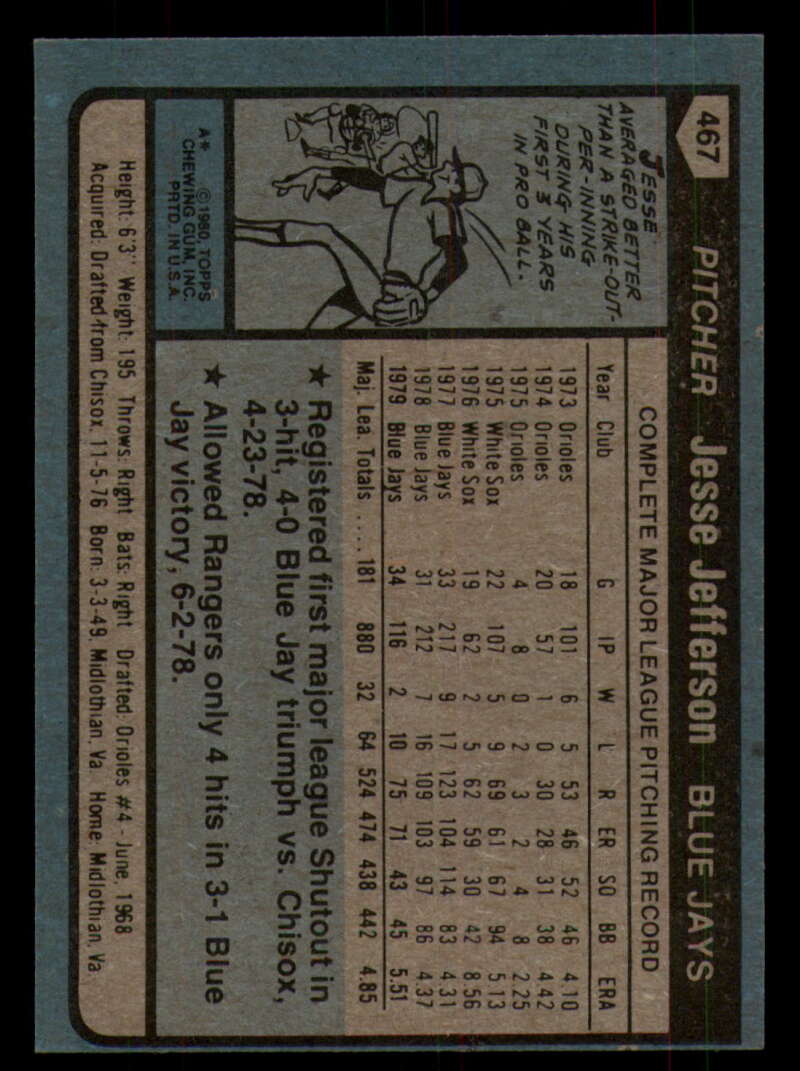 467
PITCHER Jesse Jefferson BLUE JAYS
JESSE
AVERAGED BETTER
THAN A STRIKE-OUT-
PER-INNING
DURING HIS
FIRST 3 YEARS
IN PRO BALL.
A* ©1980, TOPPS
CHEWING GUM, INC.
PRTD. IN U.S.A.
COMPLETE MAJOR LEAGUE PITCHING RECORD
Year Club G IP W L R ER SO BB ERA
1973 Orioles 18 101 6 5 53 46 52 46 4.10
1974 Orioles 20 57 1 0 30 28 31 38 4.42
1975 Orioles 4 8 0 2 3 2 4 8 2.25
1975 White Sox 22 107 5 9 69 61 67 94 5.13
1976 White Sox 19 62 2 5 62 59 30 42 8.56
1977 Blue Jays 33 217 9 17 123 104 114 83 4.31
1978 Blue Jays 31 212 7 16 109 103 97 86 4.37
1979 Blue Jays 34 116 2 10 75 71 43 45 5.51
Maj. Lea. Totals .... 181 880 32 64 524 474 438 442 4.85
★ Registered first major league Shutout in
3-hit, 4-0 Blue Jay triumph vs. Chisox,
4-23-78.
★ Allowed Rangers only 4 hits in 3-1 Blue
Jay victory, 6-2-78.
Height: 6'3" Weight: 195 Throws: Right Bats: Right Drafted: Orioles #4 - June, 1968
Acquired: Drafted from Chisox, 11-5-76 Born: 3-3-49, Midlothian, Va. Home: Midlothian, Va.